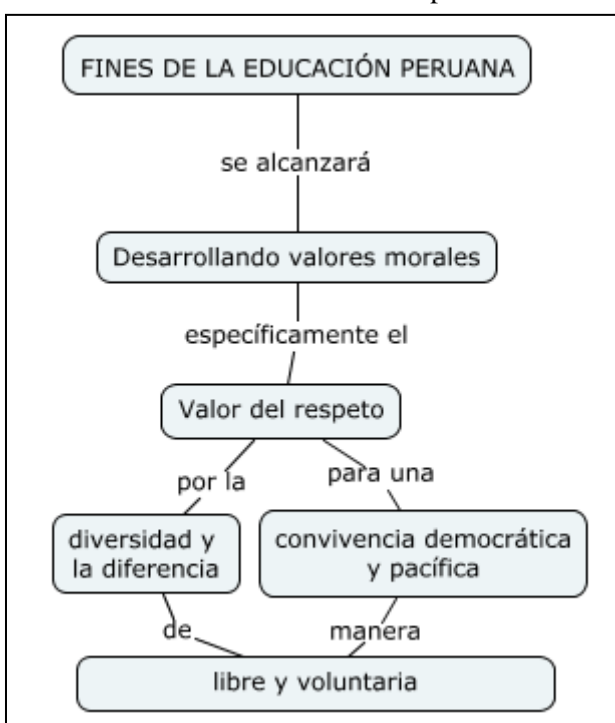 FINES DE LA EDUCACIÓN PERUANA
se alcanzará
Desarrollando valores morales
específicamente el
Valor del respeto
por la
para una
diversidad y
la diferencia
convivencia democrática
y pacífica
de
manera
libre y voluntaria